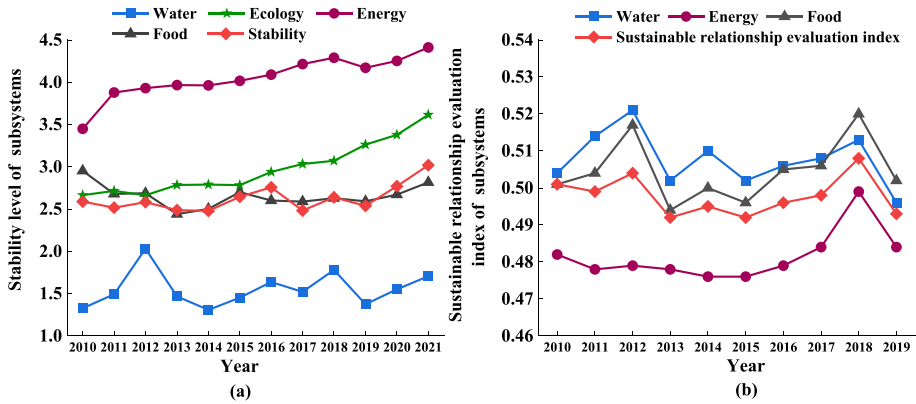 Water Ecology Energy
Food Stability
4.5
4.0
3.5
3.0
2.5
2.0
1.5
1.0
Stability level of subsystems
2010 2011 2012 2013 2014 2015 2016 2017 2018 2019 2020 2021
Year
(a)
Water Energy Food
Sustainable relationship evaluation index
0.54
0.53
0.52
0.51
0.50
0.49
0.48
0.47
0.46
Sustainable relationship evaluation
index of subsystems
2010 2011 2012 2013 2014 2015 2016 2017 2018 2019
Year
(b)